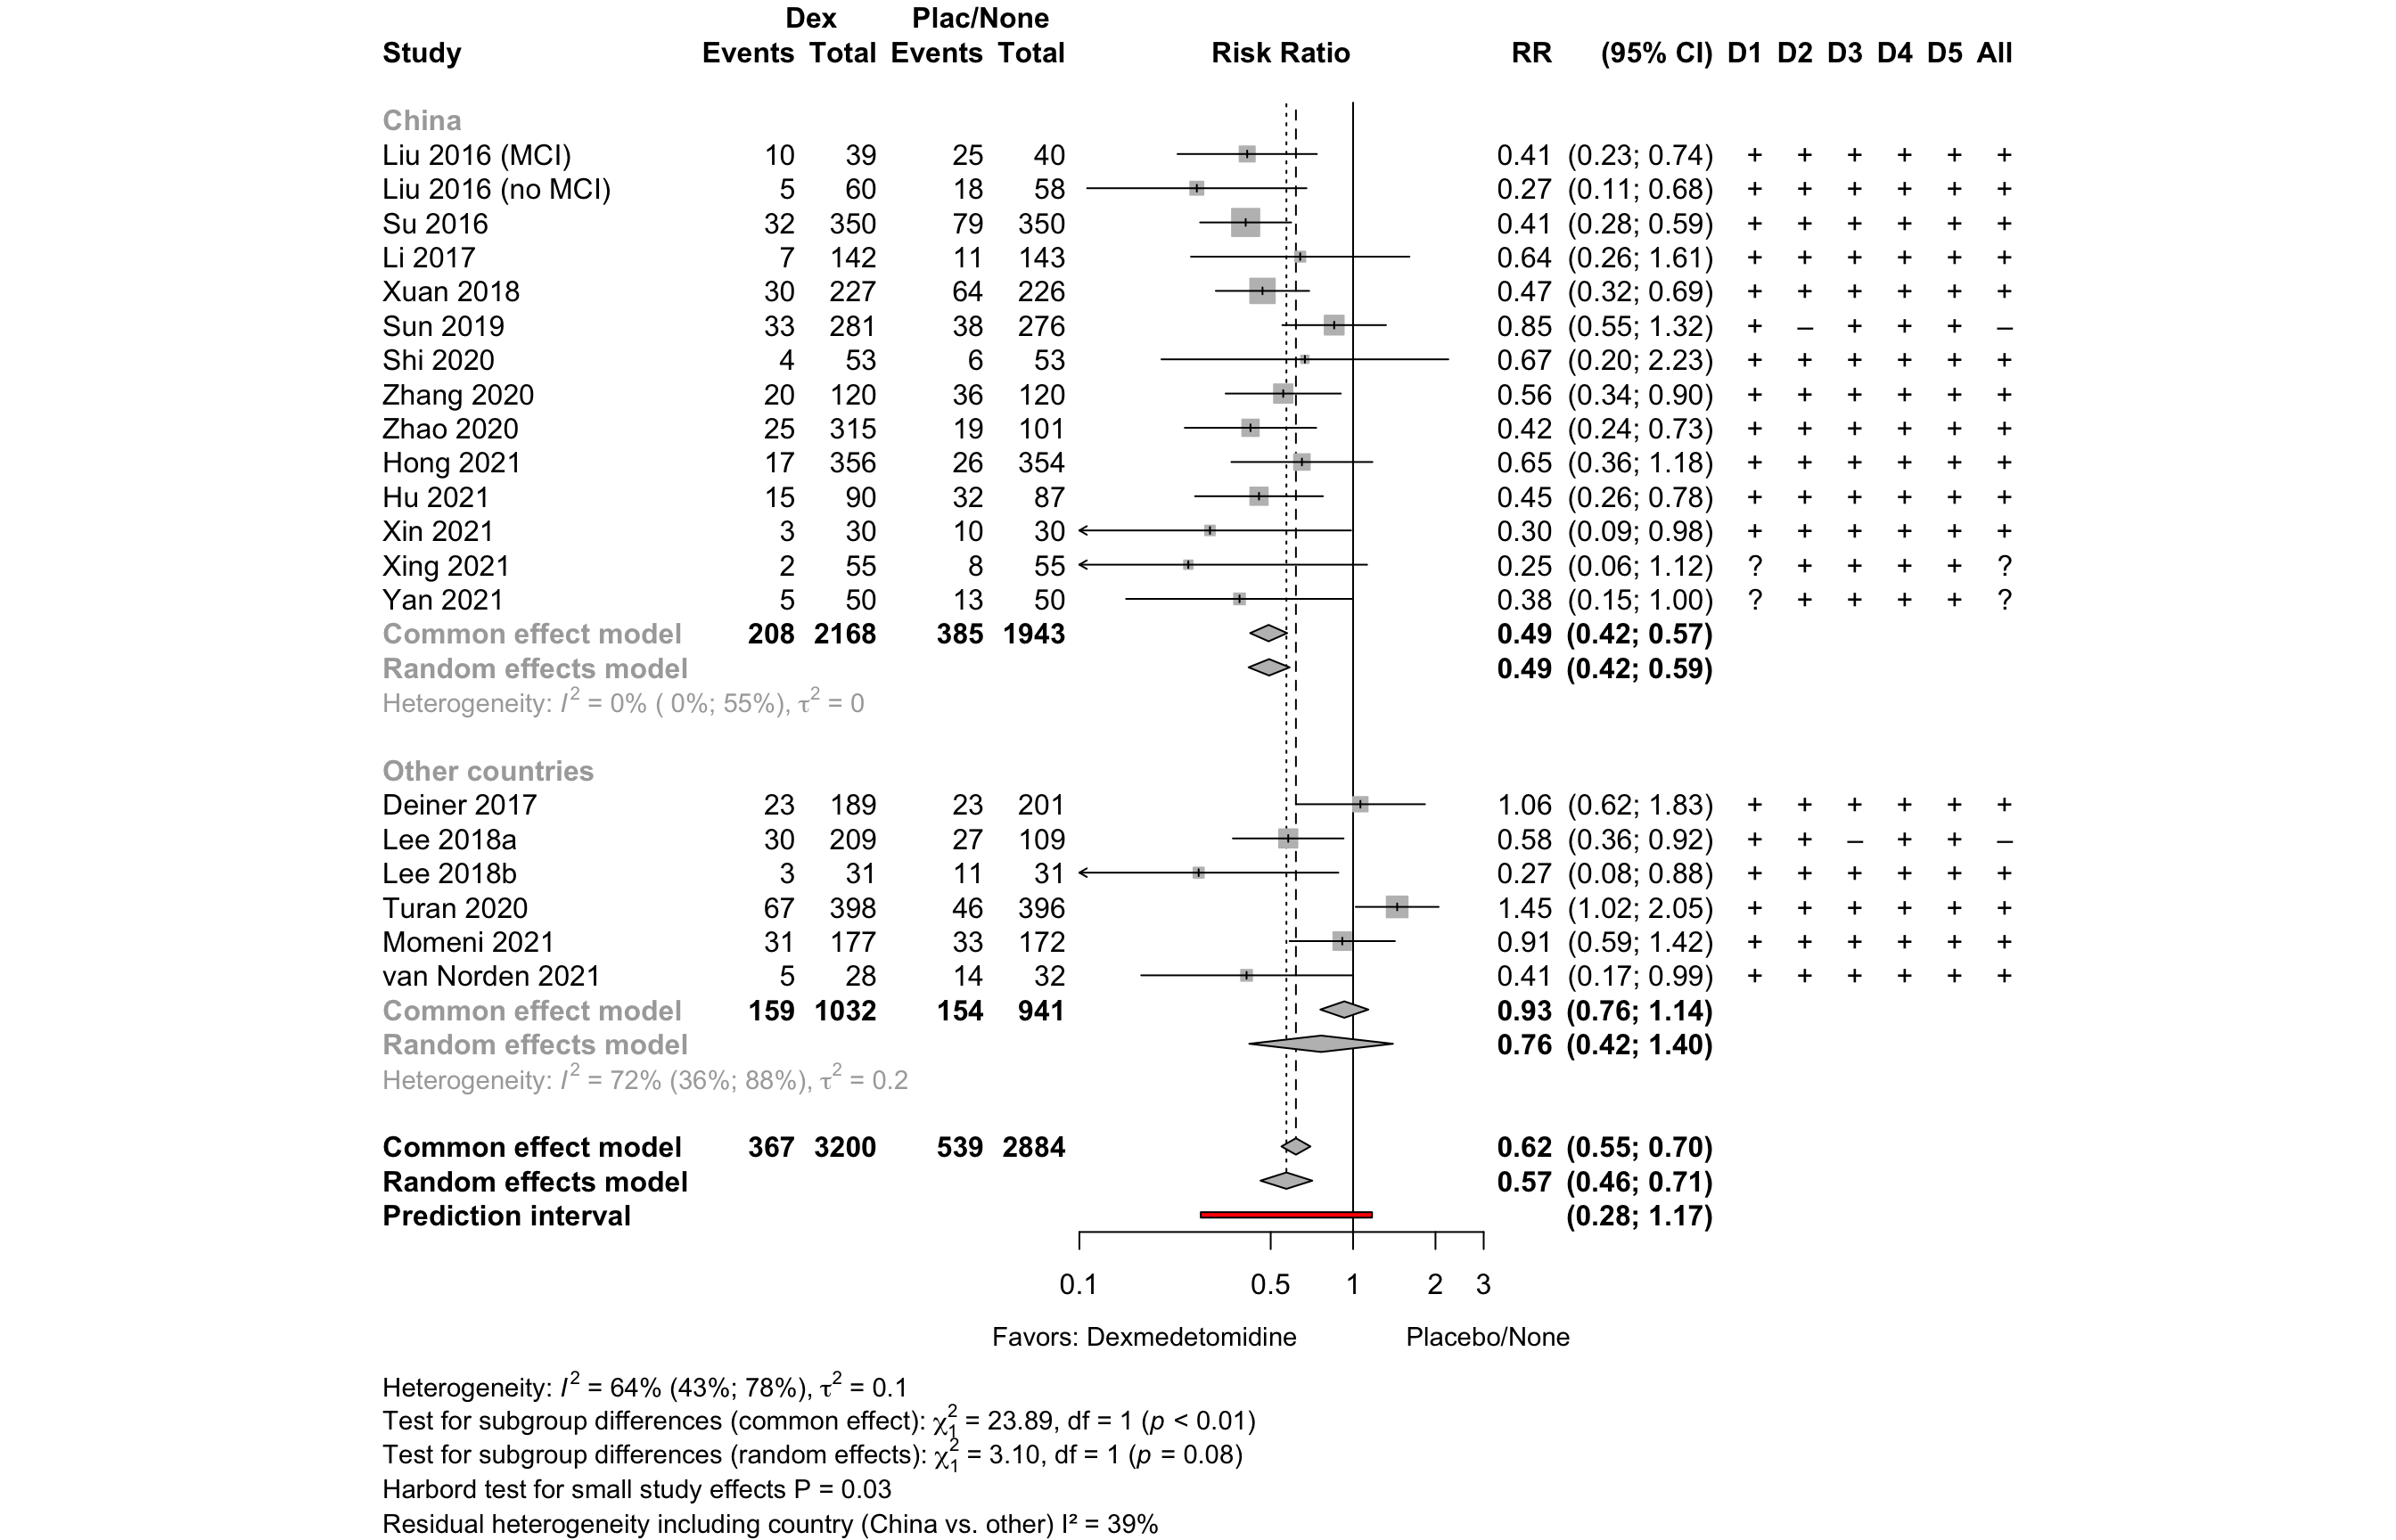 Dex Plac/None
Study Events Total Events Total Risk Ratio RR (95% CI) D1 D2 D3 D4 D5 All
China
Liu 2016 (MCI) 10 39 25 40 0.41 (0.23; 0.74) + + + + + +
Liu 2016 (no MCI) 5 60 18 58 0.27 (0.11; 0.68) + + + + + +
Su 2016 32 350 79 350 0.41 (0.28; 0.59) + + + + + +
Li 2017 7 142 11 143 0.64 (0.26; 1.61) + + + + + +
Xuan 2018 30 227 64 226 0.47 (0.32; 0.69) + + + + + +
Sun 2019 33 281 38 276 0.85 (0.55; 1.32) + – + + + –
Shi 2020 4 53 6 53 0.67 (0.20; 2.23) + + + + + +
Zhang 2020 20 120 36 120 0.56 (0.34; 0.90) + + + + + +
Zhao 2020 25 315 19 101 0.42 (0.24; 0.73) + + + + + +
Hong 2021 17 356 26 354 0.65 (0.36; 1.18) + + + + + +
Hu 2021 15 90 32 87 0.45 (0.26; 0.78) + + + + + +
Xin 2021 3 30 10 30 0.30 (0.09; 0.98) + + + + + +
Xing 2021 2 55 8 55 0.25 (0.06; 1.12) ? + + + + ?
Yan 2021 5 50 13 50 0.38 (0.15; 1.00) ? + + + + ?
Common effect model 208 2168 385 1943 0.49 (0.42; 0.57)
Random effects model 0.49 (0.42; 0.59)
Heterogeneity: I² = 0% ( 0%; 55%), τ² = 0
Other countries
Deiner 2017 23 189 23 201 1.06 (0.62; 1.83) + + + + + +
Lee 2018a 30 209 27 109 0.58 (0.36; 0.92) + + – + + –
Lee 2018b 3 31 11 31 0.27 (0.08; 0.88) + + + + + +
Turan 2020 67 398 46 396 1.45 (1.02; 2.05) + + + + + +
Momeni 2021 31 177 33 172 0.91 (0.59; 1.42) + + + + + +
van Norden 2021 5 28 14 32 0.41 (0.17; 0.99) + + + + + +
Common effect model 159 1032 154 941 0.93 (0.76; 1.14)
Random effects model 0.76 (0.42; 1.40)
Heterogeneity: I² = 72% (36%; 88%), τ² = 0.2
Common effect model 367 3200 539 2884 0.62 (0.55; 0.70)
Random effects model 0.57 (0.46; 0.71)
Prediction interval (0.28; 1.17)
0.1 0.5 1 2 3
Favors: Dexmedetomidine Placebo/None
Heterogeneity: I² = 64% (43%; 78%), τ² = 0.1
Test for subgroup differences (common effect): χ₁² = 23.89, df = 1 (p < 0.01)
Test for subgroup differences (random effects): χ₁² = 3.10, df = 1 (p = 0.08)
Harbord test for small study effects P = 0.03
Residual heterogeneity including country (China vs. other) I² = 39%